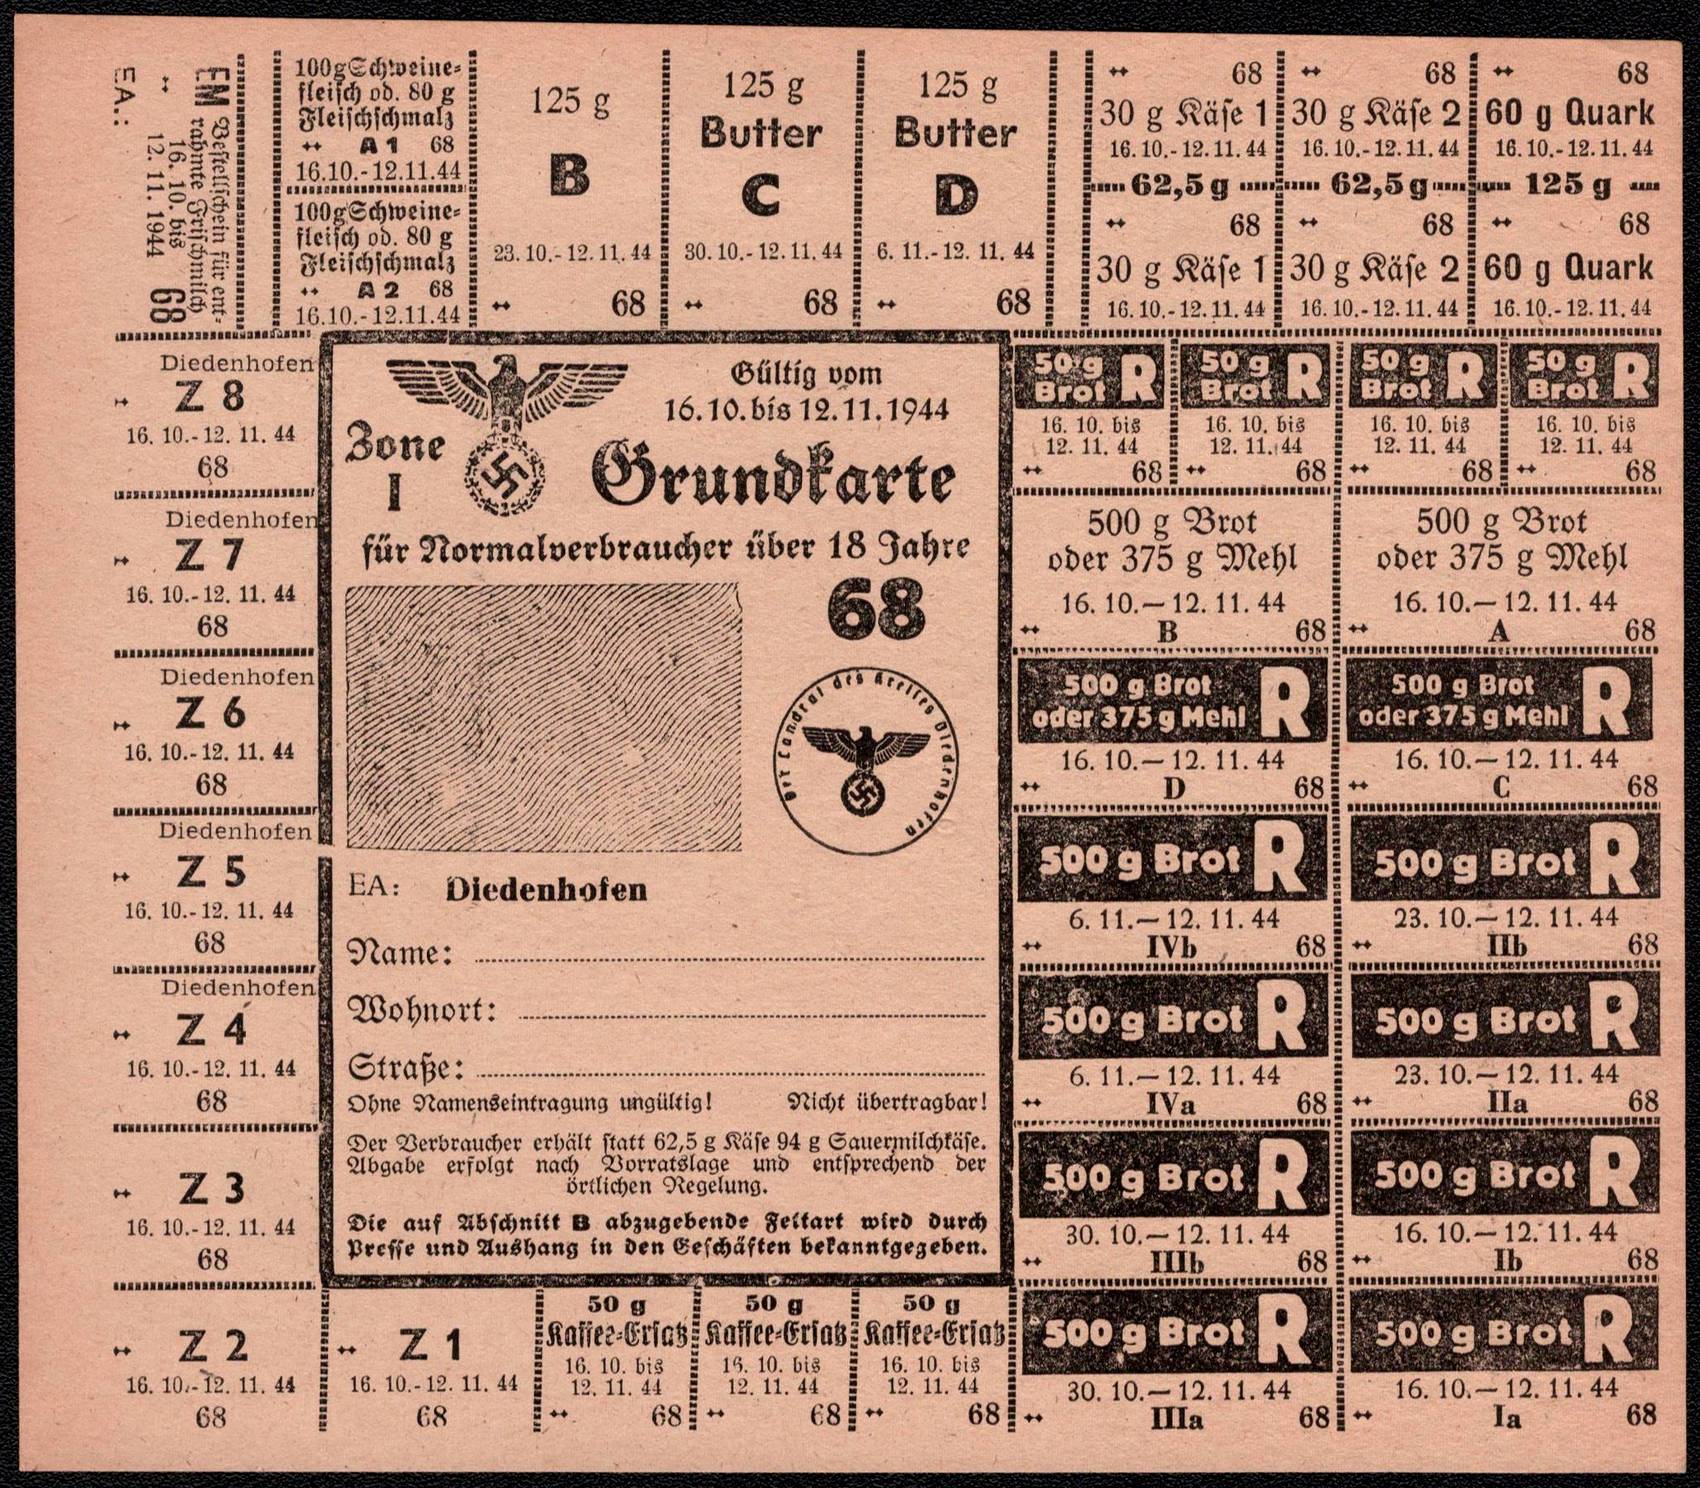 EA.:
EM Bestellschein für ent-
rahmte Frischmilch
↔ 16. 10. bis
12. 11. 1944 68
100g Schweine-
fleisch od. 80 g
Fleischschmalz
↔ A 1 68
16.10.-12.11.44
100g Schweine-
fleisch od. 80 g
Fleischschmalz
↔ A 2 68
16.10.-12.11.44
125 g
B
23. 10.-12. 11. 44
↔ 68
125 g
Butter
C
30. 10.-12. 11. 44
↔ 68
125 g
Butter
D
6. 11.-12. 11. 44
↔ 68
↔ 68
30 g Käse 1
16. 10.-12. 11. 44
62,5 g
↔ 68
30 g Käse 1
16. 10.-12. 11. 44
↔ 68
30 g Käse 2
16. 10.-12. 11. 44
62,5 g
↔ 68
30 g Käse 2
16. 10.-12. 11. 44
↔ 68
60 g Quark
16. 10.-12. 11. 44
125 g
↔ 68
60 g Quark
16. 10.-12. 11. 44
Diedenhofen
↔ Z 8
16. 10.-12. 11. 44
68
Diedenhofen
↔ Z 7
16. 10.-12. 11. 44
68
Diedenhofen
↔ Z 6
16. 10.-12. 11. 44
68
Diedenhofen
↔ Z 5
16. 10.-12. 11. 44
68
Diedenhofen
↔ Z 4
16. 10.-12. 11. 44
68
↔ Z 3
16. 10.-12. 11. 44
68
↔ Z 2
16. 10.-12. 11. 44
68
↔ Z 1
16. 10.-12. 11. 44
68
Gültig vom
16. 10. bis 12. 11. 1944
Zone
I
Grundkarte
für Normalverbraucher über 18 Jahre
68
Der Landrat des Kreises Diedenhofen
EA: Diedenhofen
Name:
Wohnort:
Straße:
Ohne Namenseintragung ungültig! Nicht übertragbar!
Der Verbraucher erhält statt 62,5 g Käse 94 g Sauermilchkäse.
Abgabe erfolgt nach Vorratslage und entsprechend der
örtlichen Regelung.
Die auf Abschnitt B abzugebende Fettart wird durch
Presse und Aushang in den Geschäften bekanntgegeben.
50 g
Kaffee-Ersatz
16. 10. bis
12. 11. 44
↔ 68
50 g
Kaffee-Ersatz
16. 10. bis
12. 11. 44
↔ 68
50 g
Kaffee-Ersatz
16. 10. bis
12. 11. 44
↔ 68
50 g
Brot R
16. 10. bis
12. 11. 44
↔ 68
50 g
Brot R
16. 10. bis
12. 11. 44
↔ 68
50 g
Brot R
16. 10. bis
12. 11. 44
↔ 68
50 g
Brot R
16. 10. bis
12. 11. 44
↔ 68
500 g Brot
oder 375 g Mehl
16. 10.— 12. 11. 44
↔ B 68
500 g Brot
oder 375 g Mehl
16. 10.— 12. 11. 44
↔ A 68
500 g Brot
oder 375 g Mehl R
16. 10.— 12. 11. 44
↔ D 68
500 g Brot
oder 375 g Mehl R
16. 10.— 12. 11. 44
↔ C 68
500 g Brot R
6. 11.— 12. 11. 44
↔ IVb 68
500 g Brot R
23. 10.— 12. 11. 44
↔ IIb 68
500 g Brot R
6. 11.— 12. 11. 44
↔ IVa 68
500 g Brot R
23. 10.— 12. 11. 44
↔ IIa 68
500 g Brot R
30. 10.— 12. 11. 44
↔ IIIb 68
500 g Brot R
16. 10.— 12. 11. 44
↔ Ib 68
500 g Brot R
30. 10.— 12. 11. 44
↔ IIIa 68
500 g Brot R
16. 10.— 12. 11. 44
↔ Ia 68